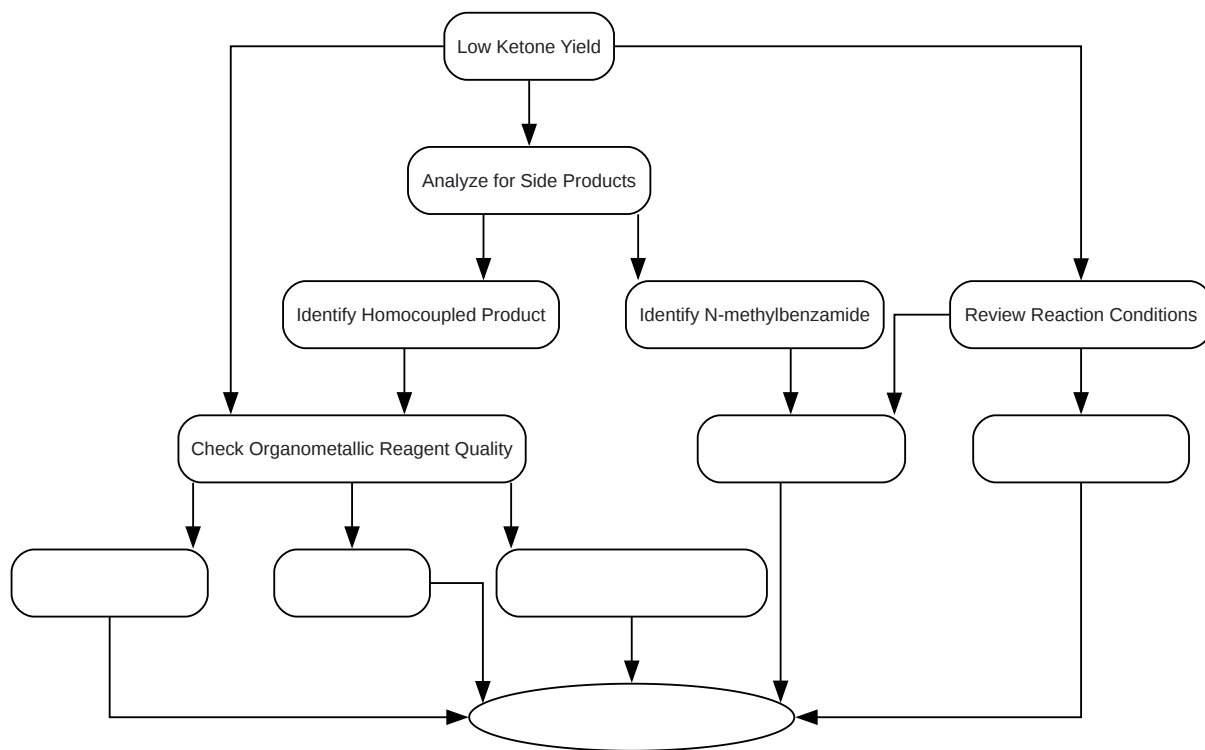 Low Ketone Yield
Analyze for Side Products
Identify Homocoupled Product
Identify N-methylbenzamide
Review Reaction Conditions
Check Organometallic Reagent Quality